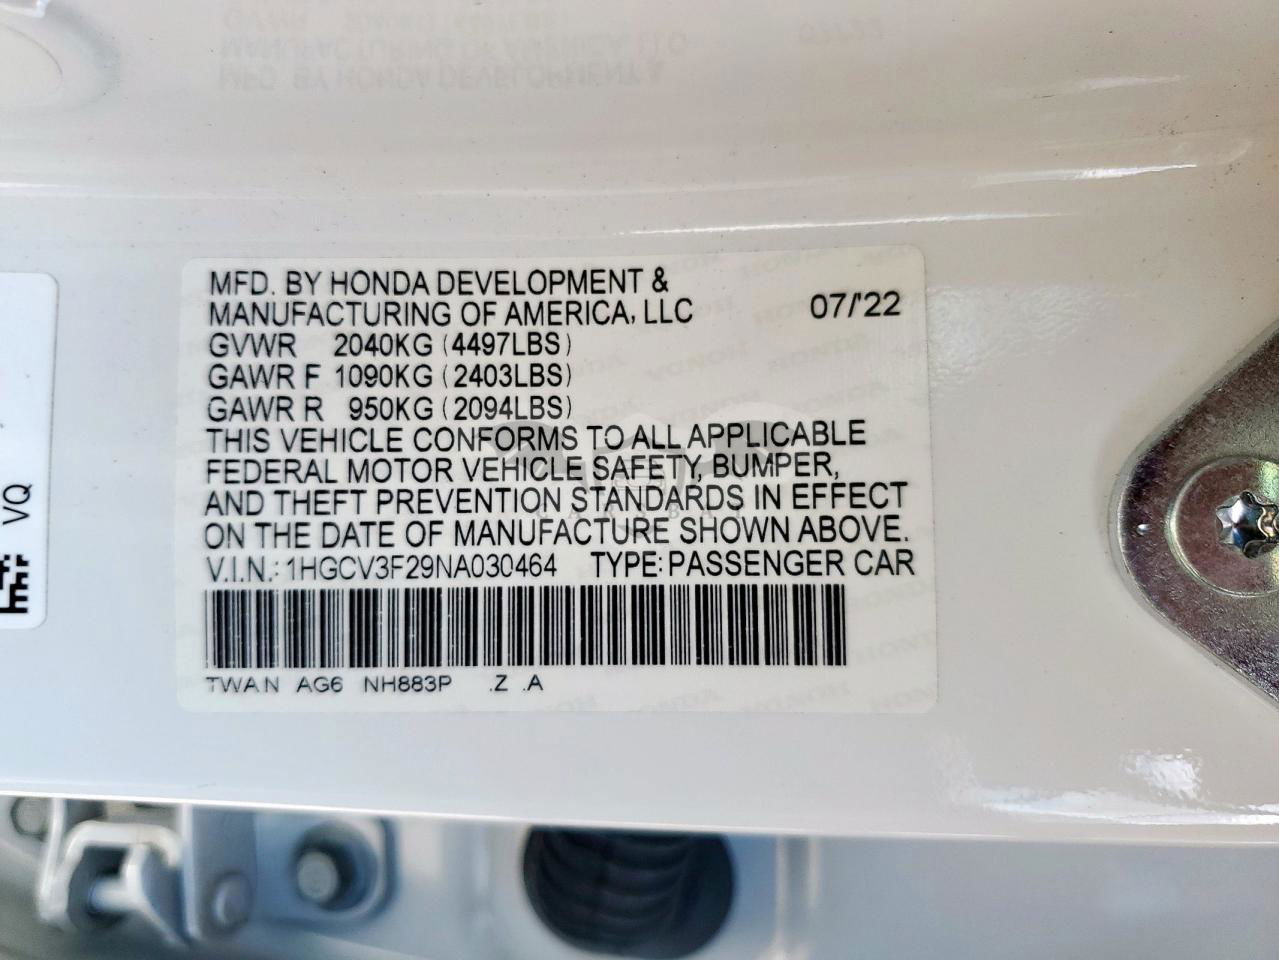 MFD. BY HONDA DEVELOPMENT &
MANUFACTURING OF AMERICA, LLC 07/'22
GVWR 2040KG (4497LBS)
GAWR F 1090KG (2403LBS)
GAWR R 950KG (2094LBS)
THIS VEHICLE CONFORMS TO ALL APPLICABLE
FEDERAL MOTOR VEHICLE SAFETY, BUMPER,
AND THEFT PREVENTION STANDARDS IN EFFECT
ON THE DATE OF MANUFACTURE SHOWN ABOVE.
V.I.N.: 1HGCV3F29NA030464 TYPE: PASSENGER CAR
TWAN AG6 NH883P .Z .A
VQ